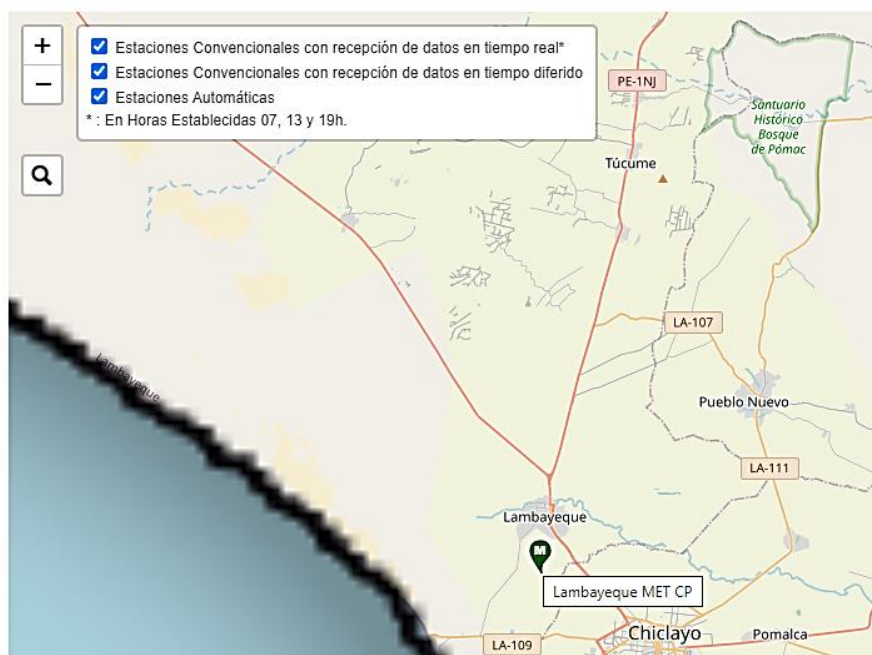 +
−
Estaciones Convencionales con recepción de datos en tiempo real*
Estaciones Convencionales con recepción de datos en tiempo diferido
Estaciones Automáticas
* : En Horas Establecidas 07, 13 y 19h.
PE-1NJ
Santuario
Histórico
Bosque
de Pómac
Túcume
LA-107
Lambayeque
Pueblo Nuevo
LA-111
Lambayeque
M
Lambayeque MET CP
LA-109
Chiclayo
Pomalca